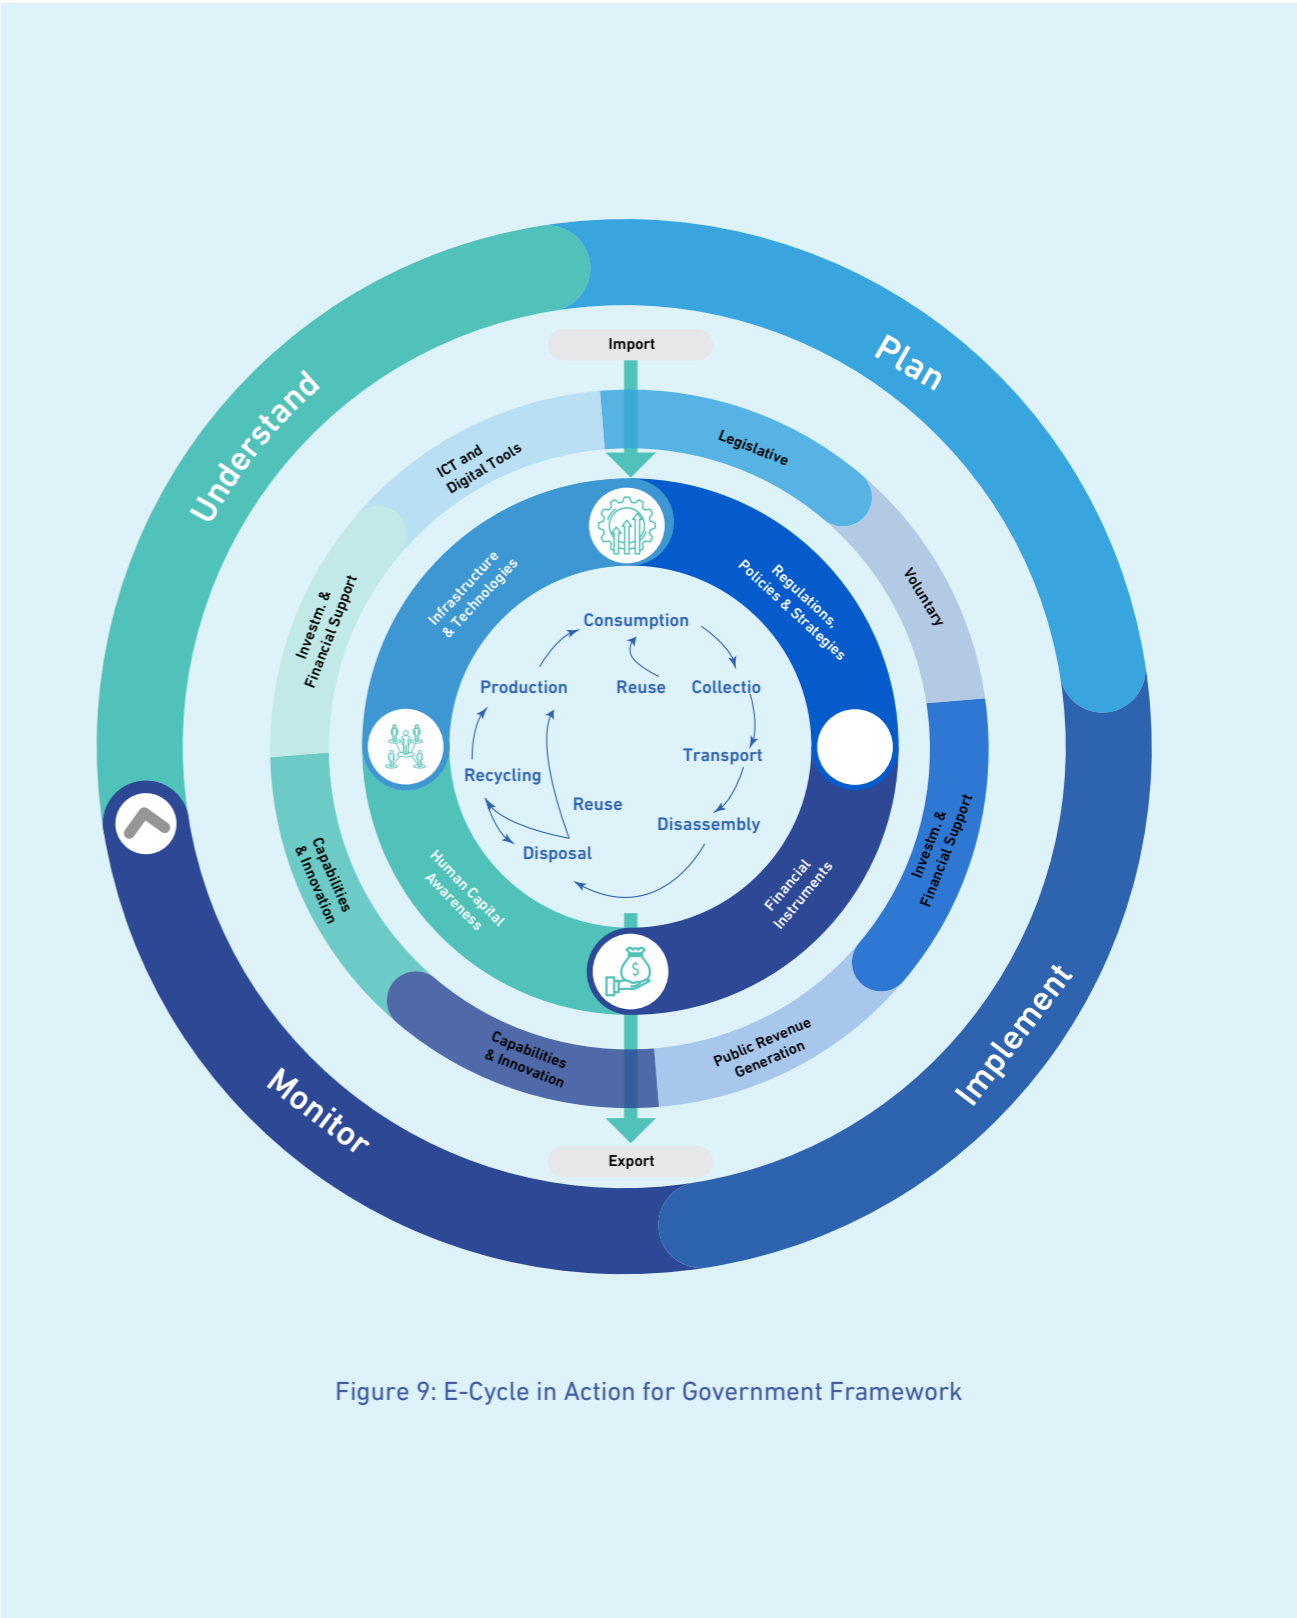 Understand
Plan
Import
Legislative
ICT and
Digital Tools
Voluntary
Investm. &
Financial Support
Infrastructure
& Technologies
Regulations,
Policies & Strategies
Consumption
Production
Reuse
Collectio
Transport
Recycling
Reuse
Disassembly
Disposal
Investm. &
Financial Support
Capabilities
& Innovation
Human Capital
Awareness
Financial
Instruments
$
Capabilities
& Innovation
Public Revenue
Generation
Implement
Monitor
Export
Figure 9: E-Cycle in Action for Government Framework